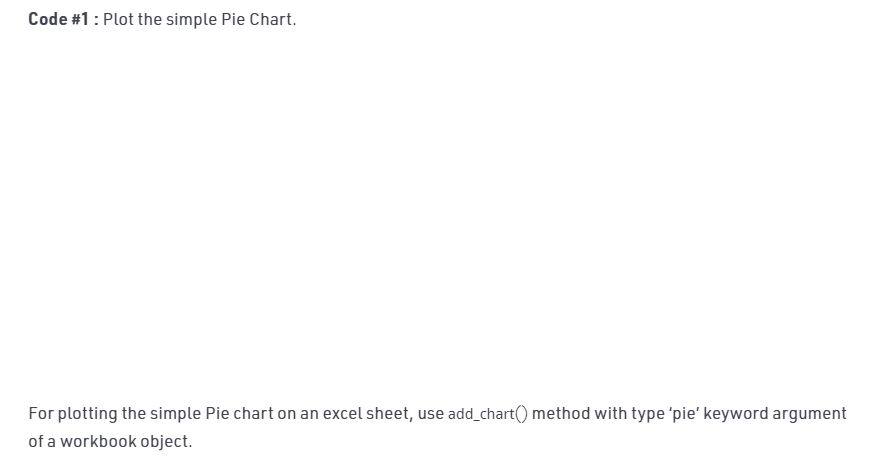 Code #1 : Plot the simple Pie Chart.
For plotting the simple Pie chart on an excel sheet, use add_chart() method with type ‘pie’ keyword argument
of a workbook object.